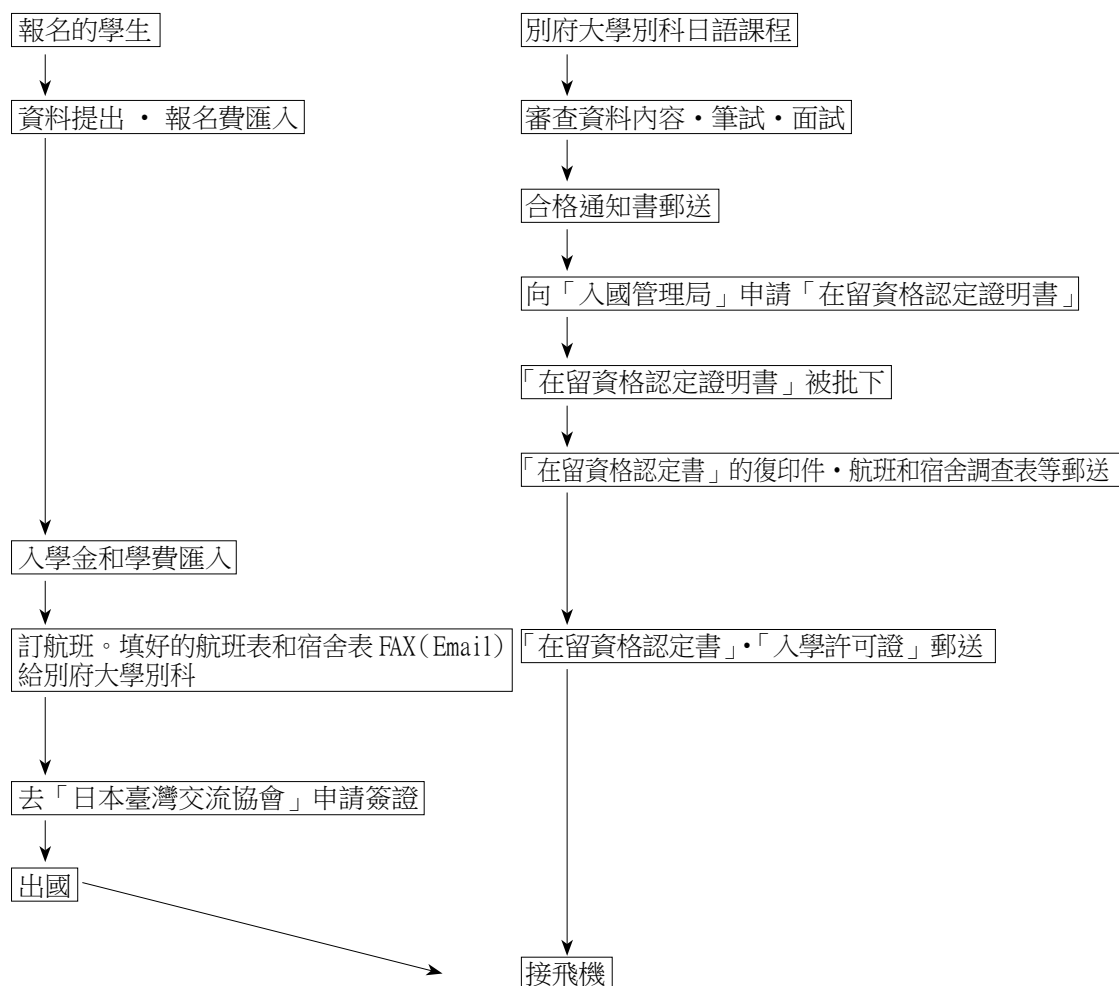 報名的學生
別府大學別科日語課程
資料提出 ・ 報名費匯入
審查資料內容・筆試・面試
合格通知書郵送
向「入國管理局」申請「在留資格認定證明書」
「在留資格認定證明書」被批下
「在留資格認定書」的復印件・航班和宿舍調查表等郵送
入學金和學費匯入
訂航班。填好的航班表和宿舍表 FAX(Email)
給別府大學別科
「在留資格認定書」・「入學許可證」郵送
去「日本臺灣交流協會」申請簽證
出國
接飛機